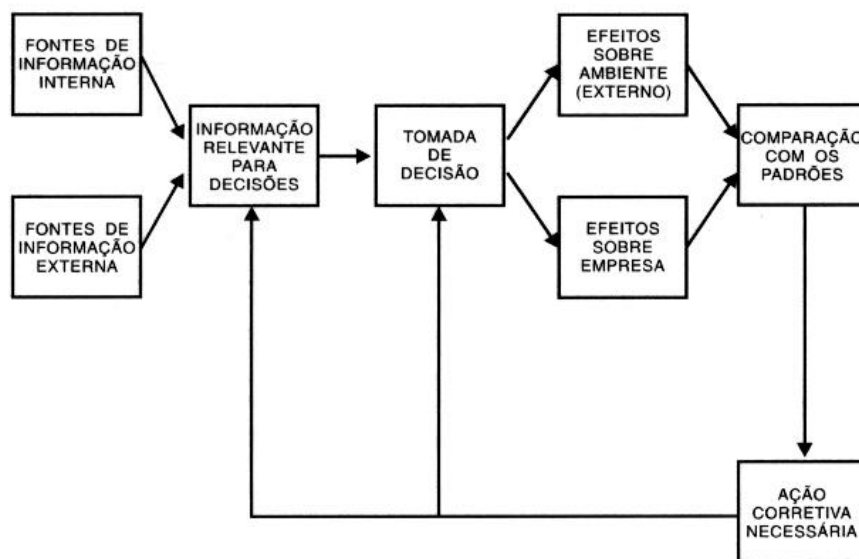 FONTES DE
INFORMAÇÃO
INTERNA
FONTES DE
INFORMAÇÃO
EXTERNA
INFORMAÇÃO
RELEVANTE
PARA
DECISÕES
TOMADA
DE
DECISÃO
EFEITOS
SOBRE
AMBIENTE
(EXTERNO)
EFEITOS
SOBRE
EMPRESA
COMPARAÇÃO
COM OS
PADRÕES
AÇÃO
CORRETIVA
NECESSÁRIA